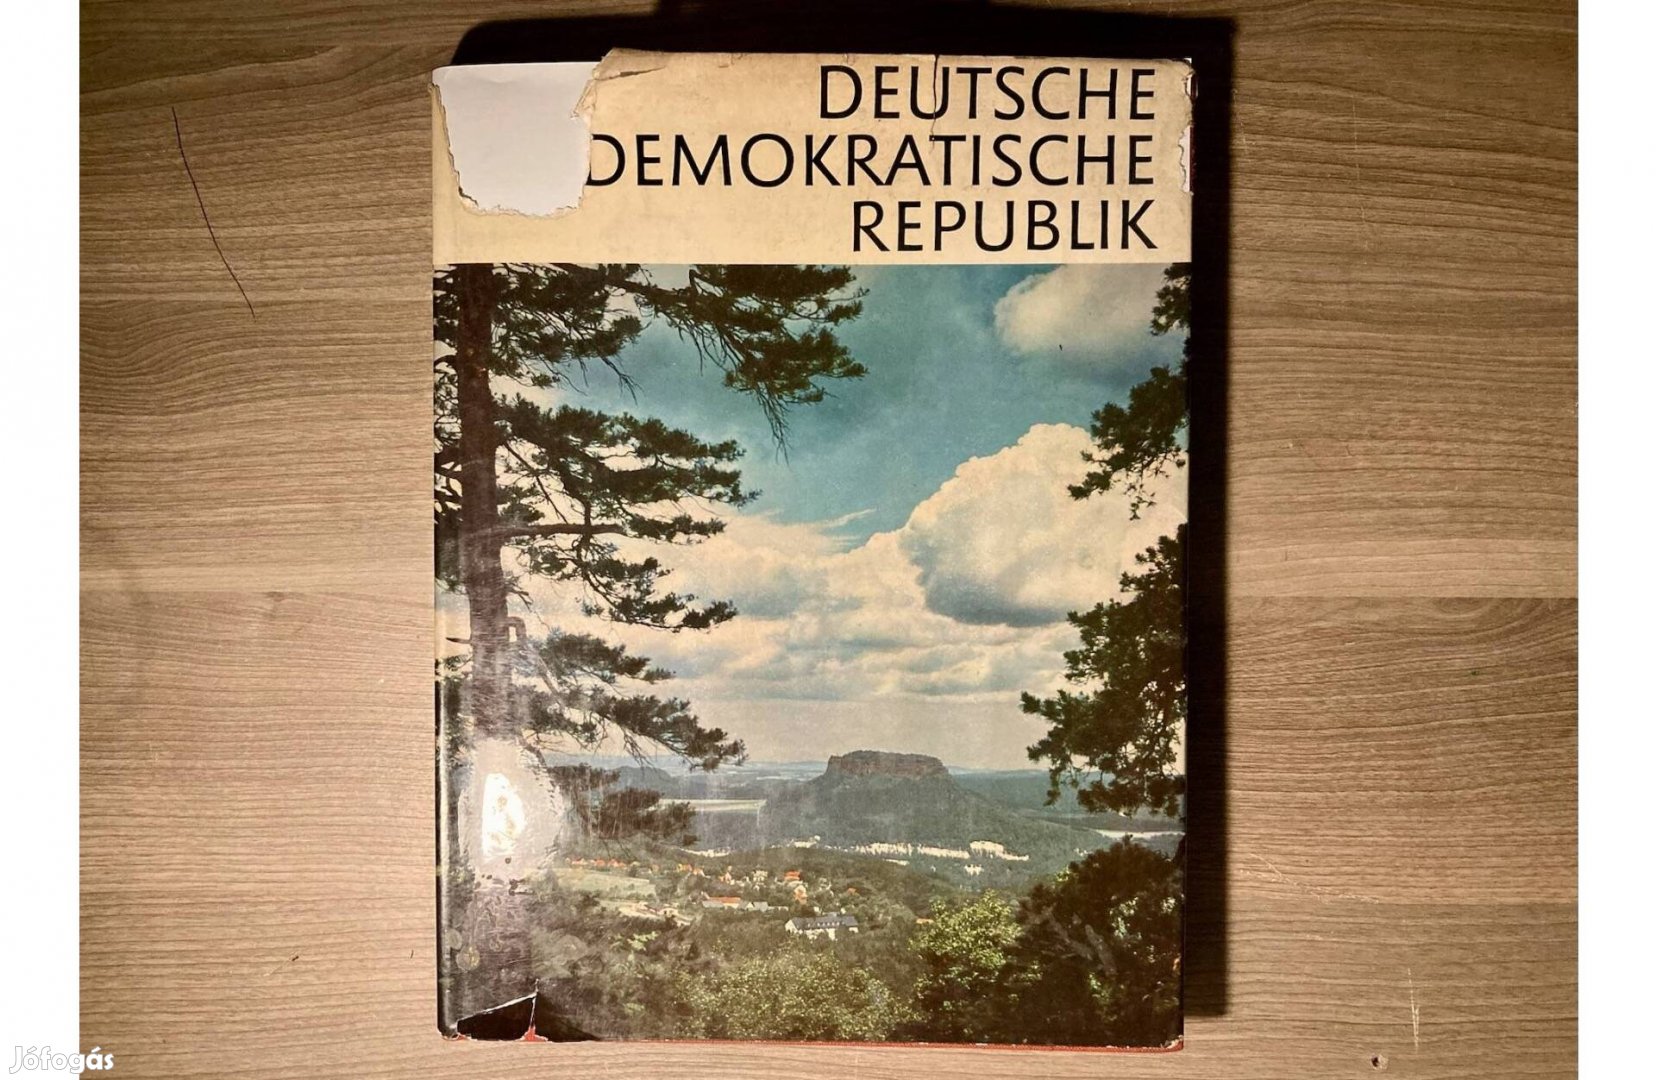 DEUTSCHE
DEMOKRATISCHE
REPUBLIK
Jófogás